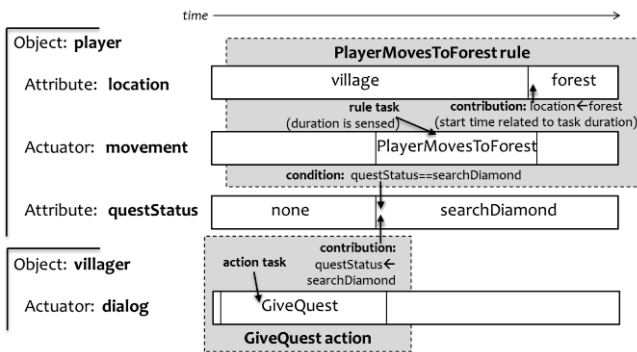 time
Object: player
PlayerMovesToForest rule
Attribute: location
village
forest
rule task
(duration is sensed)
contribution: location←forest
(start time related to task duration)
Actuator: movement
PlayerMovesToForest
condition: questStatus==searchDiamond
Attribute: questStatus
none
searchDiamond
Object: villager
action task
contribution:
questStatus←
searchDiamond
Actuator: dialog
GiveQuest
GiveQuest action